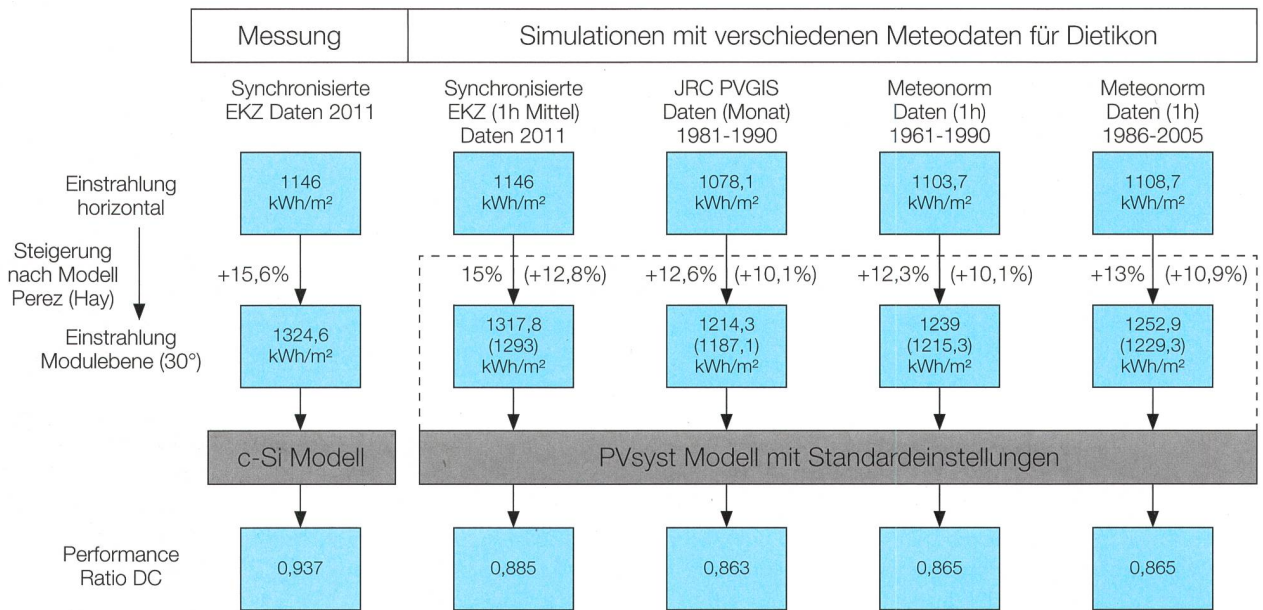 Messung
Simulationen mit verschiedenen Meteodaten für Dietikon
Synchronisierte
EKZ Daten 2011
Synchronisierte
EKZ (1h Mittel)
Daten 2011
JRC PVGIS
Daten (Monat)
1981-1990
Meteonorm
Daten (1h)
1961-1990
Meteonorm
Daten (1h)
1986-2005
Einstrahlung
horizontal
1146
kWh/m²
1146
kWh/m²
1078,1
kWh/m²
1103,7
kWh/m²
1108,7
kWh/m²
Steigerung
nach Modell
Perez (Hay)
+15,6%
15% (+12,8%)
+12,6% (+10,1%)
+12,3% (+10,1%)
+13% (+10,9%)
Einstrahlung
Modulebene (30°)
1324,6
kWh/m²
1317,8
(1293)
kWh/m²
1214,3
(1187,1)
kWh/m²
1239
(1215,3)
kWh/m²
1252,9
(1229,3)
kWh/m²
c-Si Modell
PVsyst Modell mit Standardeinstellungen
Performance
Ratio DC
0,937
0,885
0,863
0,865
0,865